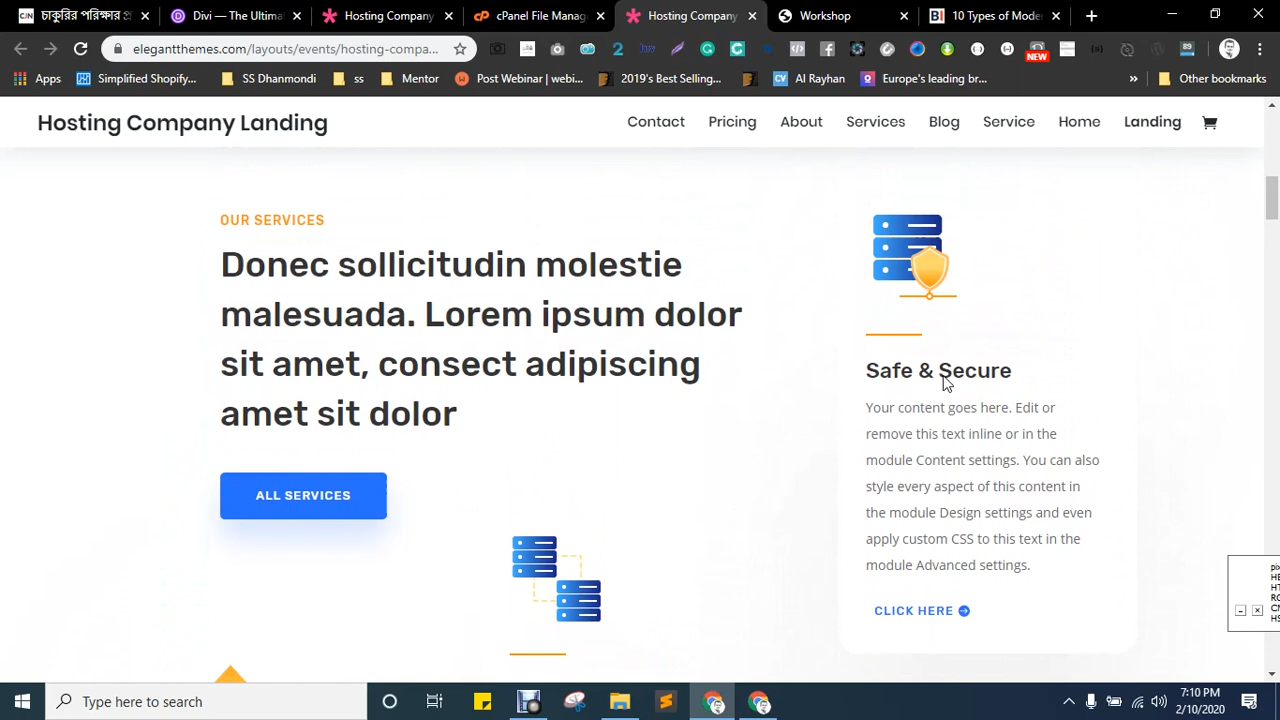 চাকুরির পরিক্ষার
Divi — The Ultima
Hosting Company
cPanel File Manag
Hosting Company
Workshop
10 Types of Moder
elegantthemes.com/layouts/events/hosting-compa...
NEW
89
Apps
Simplified Shopify...
SS Dhanmondi
ss
Mentor
Post Webinar | webi...
2019's Best Selling...
CV
Al Rayhan
Europe's leading br...
»
Other bookmarks
Hosting Company Landing
Contact
Pricing
About
Services
Blog
Service
Home
Landing
OUR SERVICES
Donec sollicitudin molestie
malesuada. Lorem ipsum dolor
sit amet, consect adipiscing
amet sit dolor
ALL SERVICES
Safe & Secure
Your content goes here. Edit or
remove this text inline or in the
module Content settings. You can also
style every aspect of this content in
the module Design settings and even
apply custom CSS to this text in the
module Advanced settings.
CLICK HERE
Type here to search
7:10 PM
2/10/2020